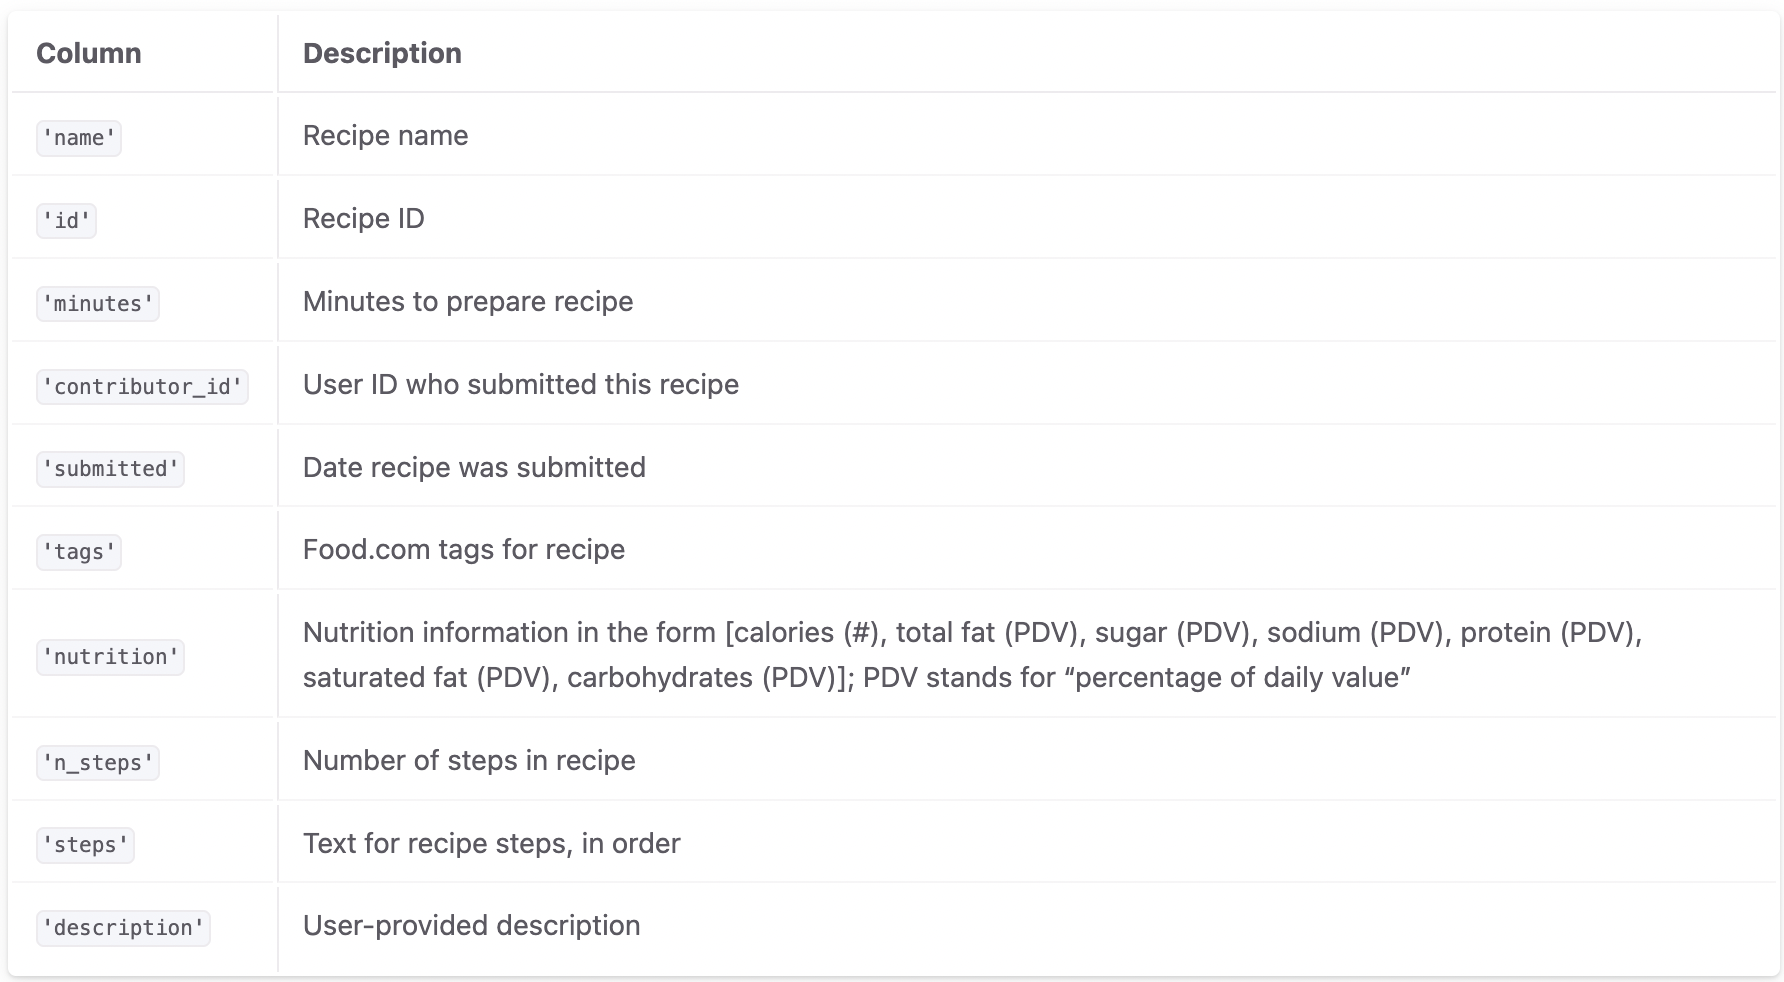 Column Description
'name' Recipe name
'id' Recipe ID
'minutes' Minutes to prepare recipe
'contributor_id' User ID who submitted this recipe
'submitted' Date recipe was submitted
'tags' Food.com tags for recipe
'nutrition' Nutrition information in the form [calories (#), total fat (PDV), sugar (PDV), sodium (PDV), protein (PDV),
saturated fat (PDV), carbohydrates (PDV)]; PDV stands for “percentage of daily value”
'n_steps' Number of steps in recipe
'steps' Text for recipe steps, in order
'description' User-provided description